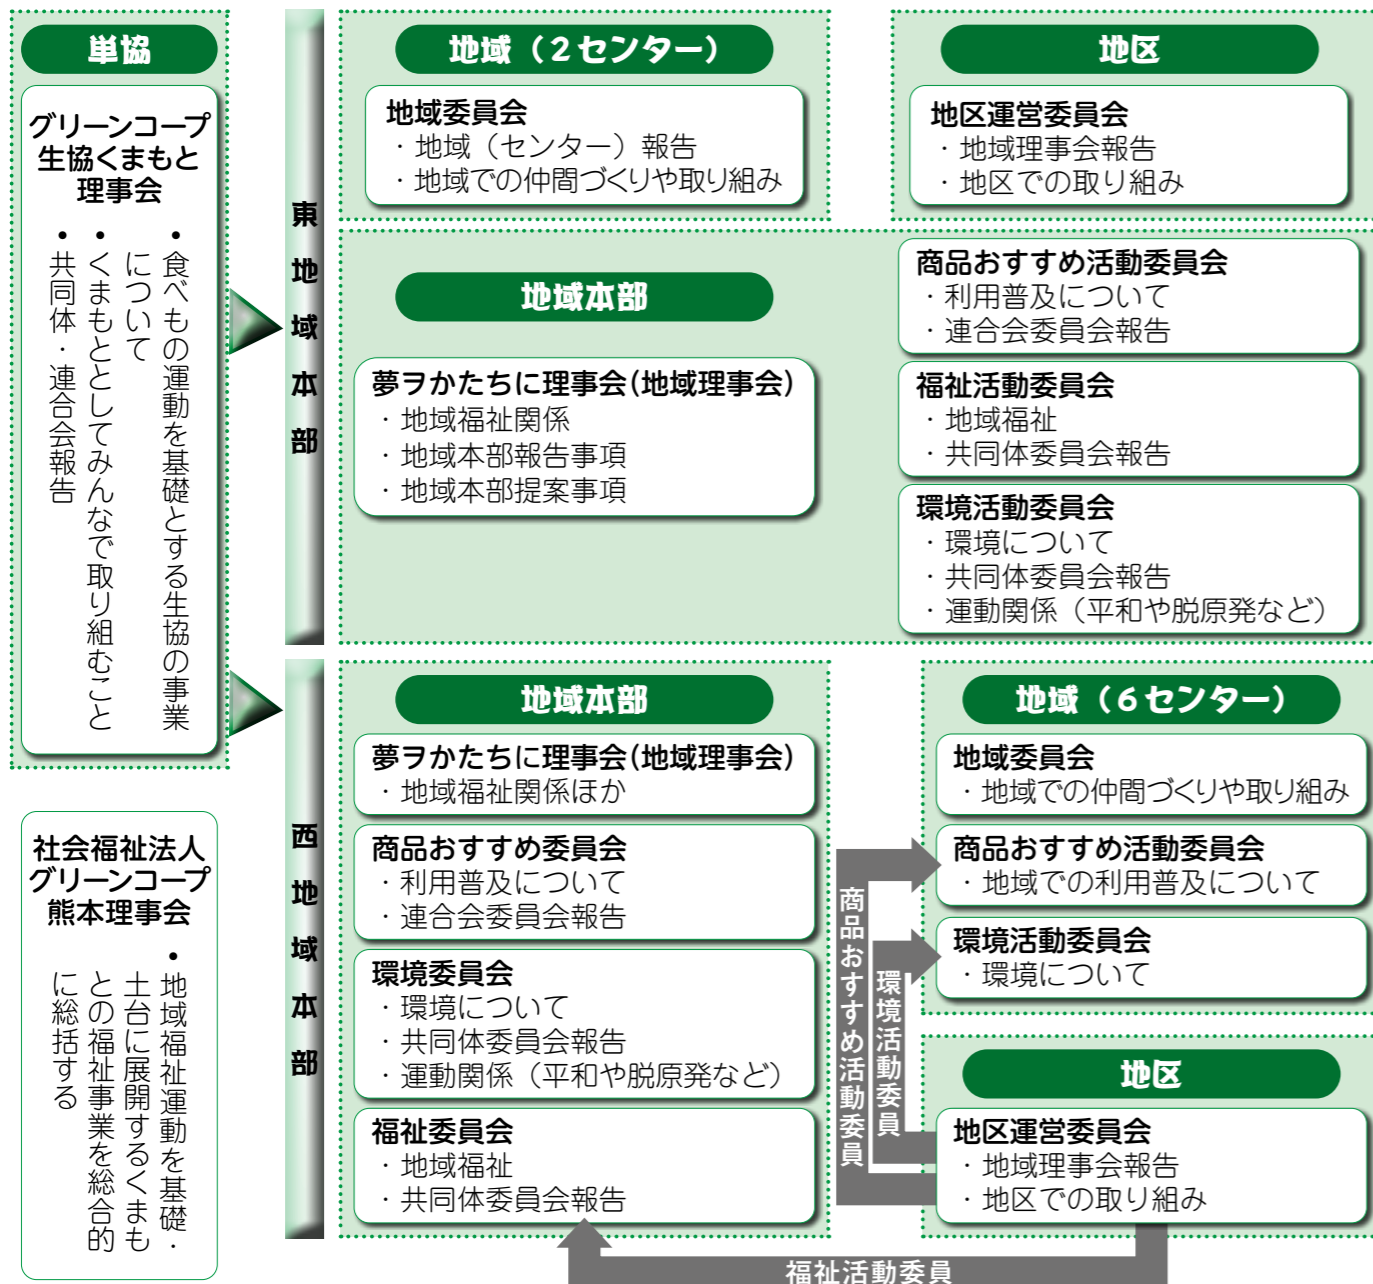 単協
グリーンコープ
生協くまもと
理事会
・食べもの運動を基礎とする生協の事業
について
・くまもととしてみんなで取り組むこと
・共同体・連合会報告
社会福祉法人
グリーンコープ
熊本理事会
・地域福祉運動を基礎・
土台に展開するくまも
との福祉事業を総合的
に総括する
東地域本部
地域（2センター）
地域委員会
・地域（センター）報告
・地域での仲間づくりや取り組み
地区
地区運営委員会
・地域理事会報告
・地区での取り組み
地域本部
夢ヲかたちに理事会(地域理事会)
・地域福祉関係
・地域本部報告事項
・地域本部提案事項
商品おすすめ活動委員会
・利用普及について
・連合会委員会報告
福祉活動委員会
・地域福祉
・共同体委員会報告
環境活動委員会
・環境について
・共同体委員会報告
・運動関係（平和や脱原発など）
西地域本部
地域本部
夢ヲかたちに理事会(地域理事会)
・地域福祉関係ほか
商品おすすめ委員会
・利用普及について
・連合会委員会報告
環境委員会
・環境について
・共同体委員会報告
・運動関係（平和や脱原発など）
福祉委員会
・地域福祉
・共同体委員会報告
商品おすすめ活動委員
環境活動委員
地域（6センター）
地域委員会
・地域での仲間づくりや取り組み
商品おすすめ活動委員会
・地域での利用普及について
環境活動委員会
・環境について
地区
地区運営委員会
・地域理事会報告
・地区での取り組み
福祉活動委員